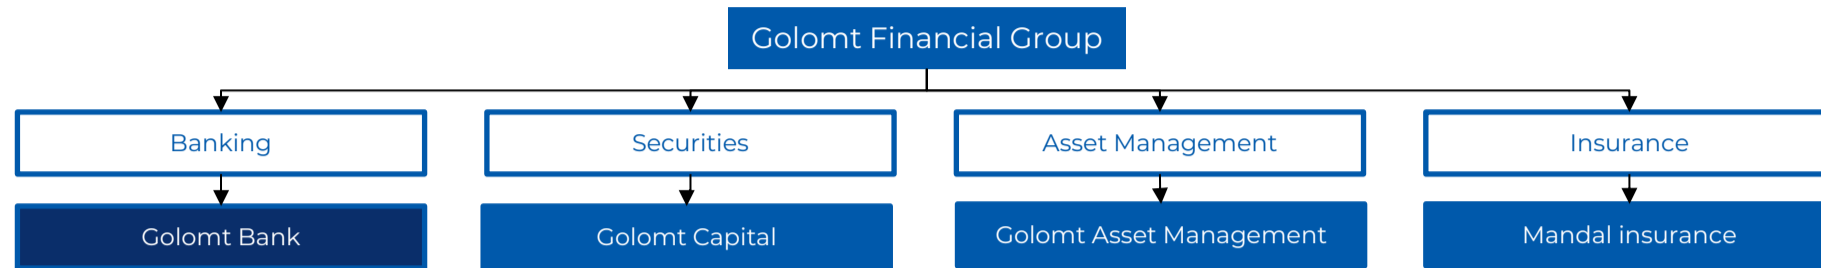 Golomt Financial Group
Banking
Securities
Asset Management
Insurance
Golomt Bank
Golomt Capital
Golomt Asset Management
Mandal insurance